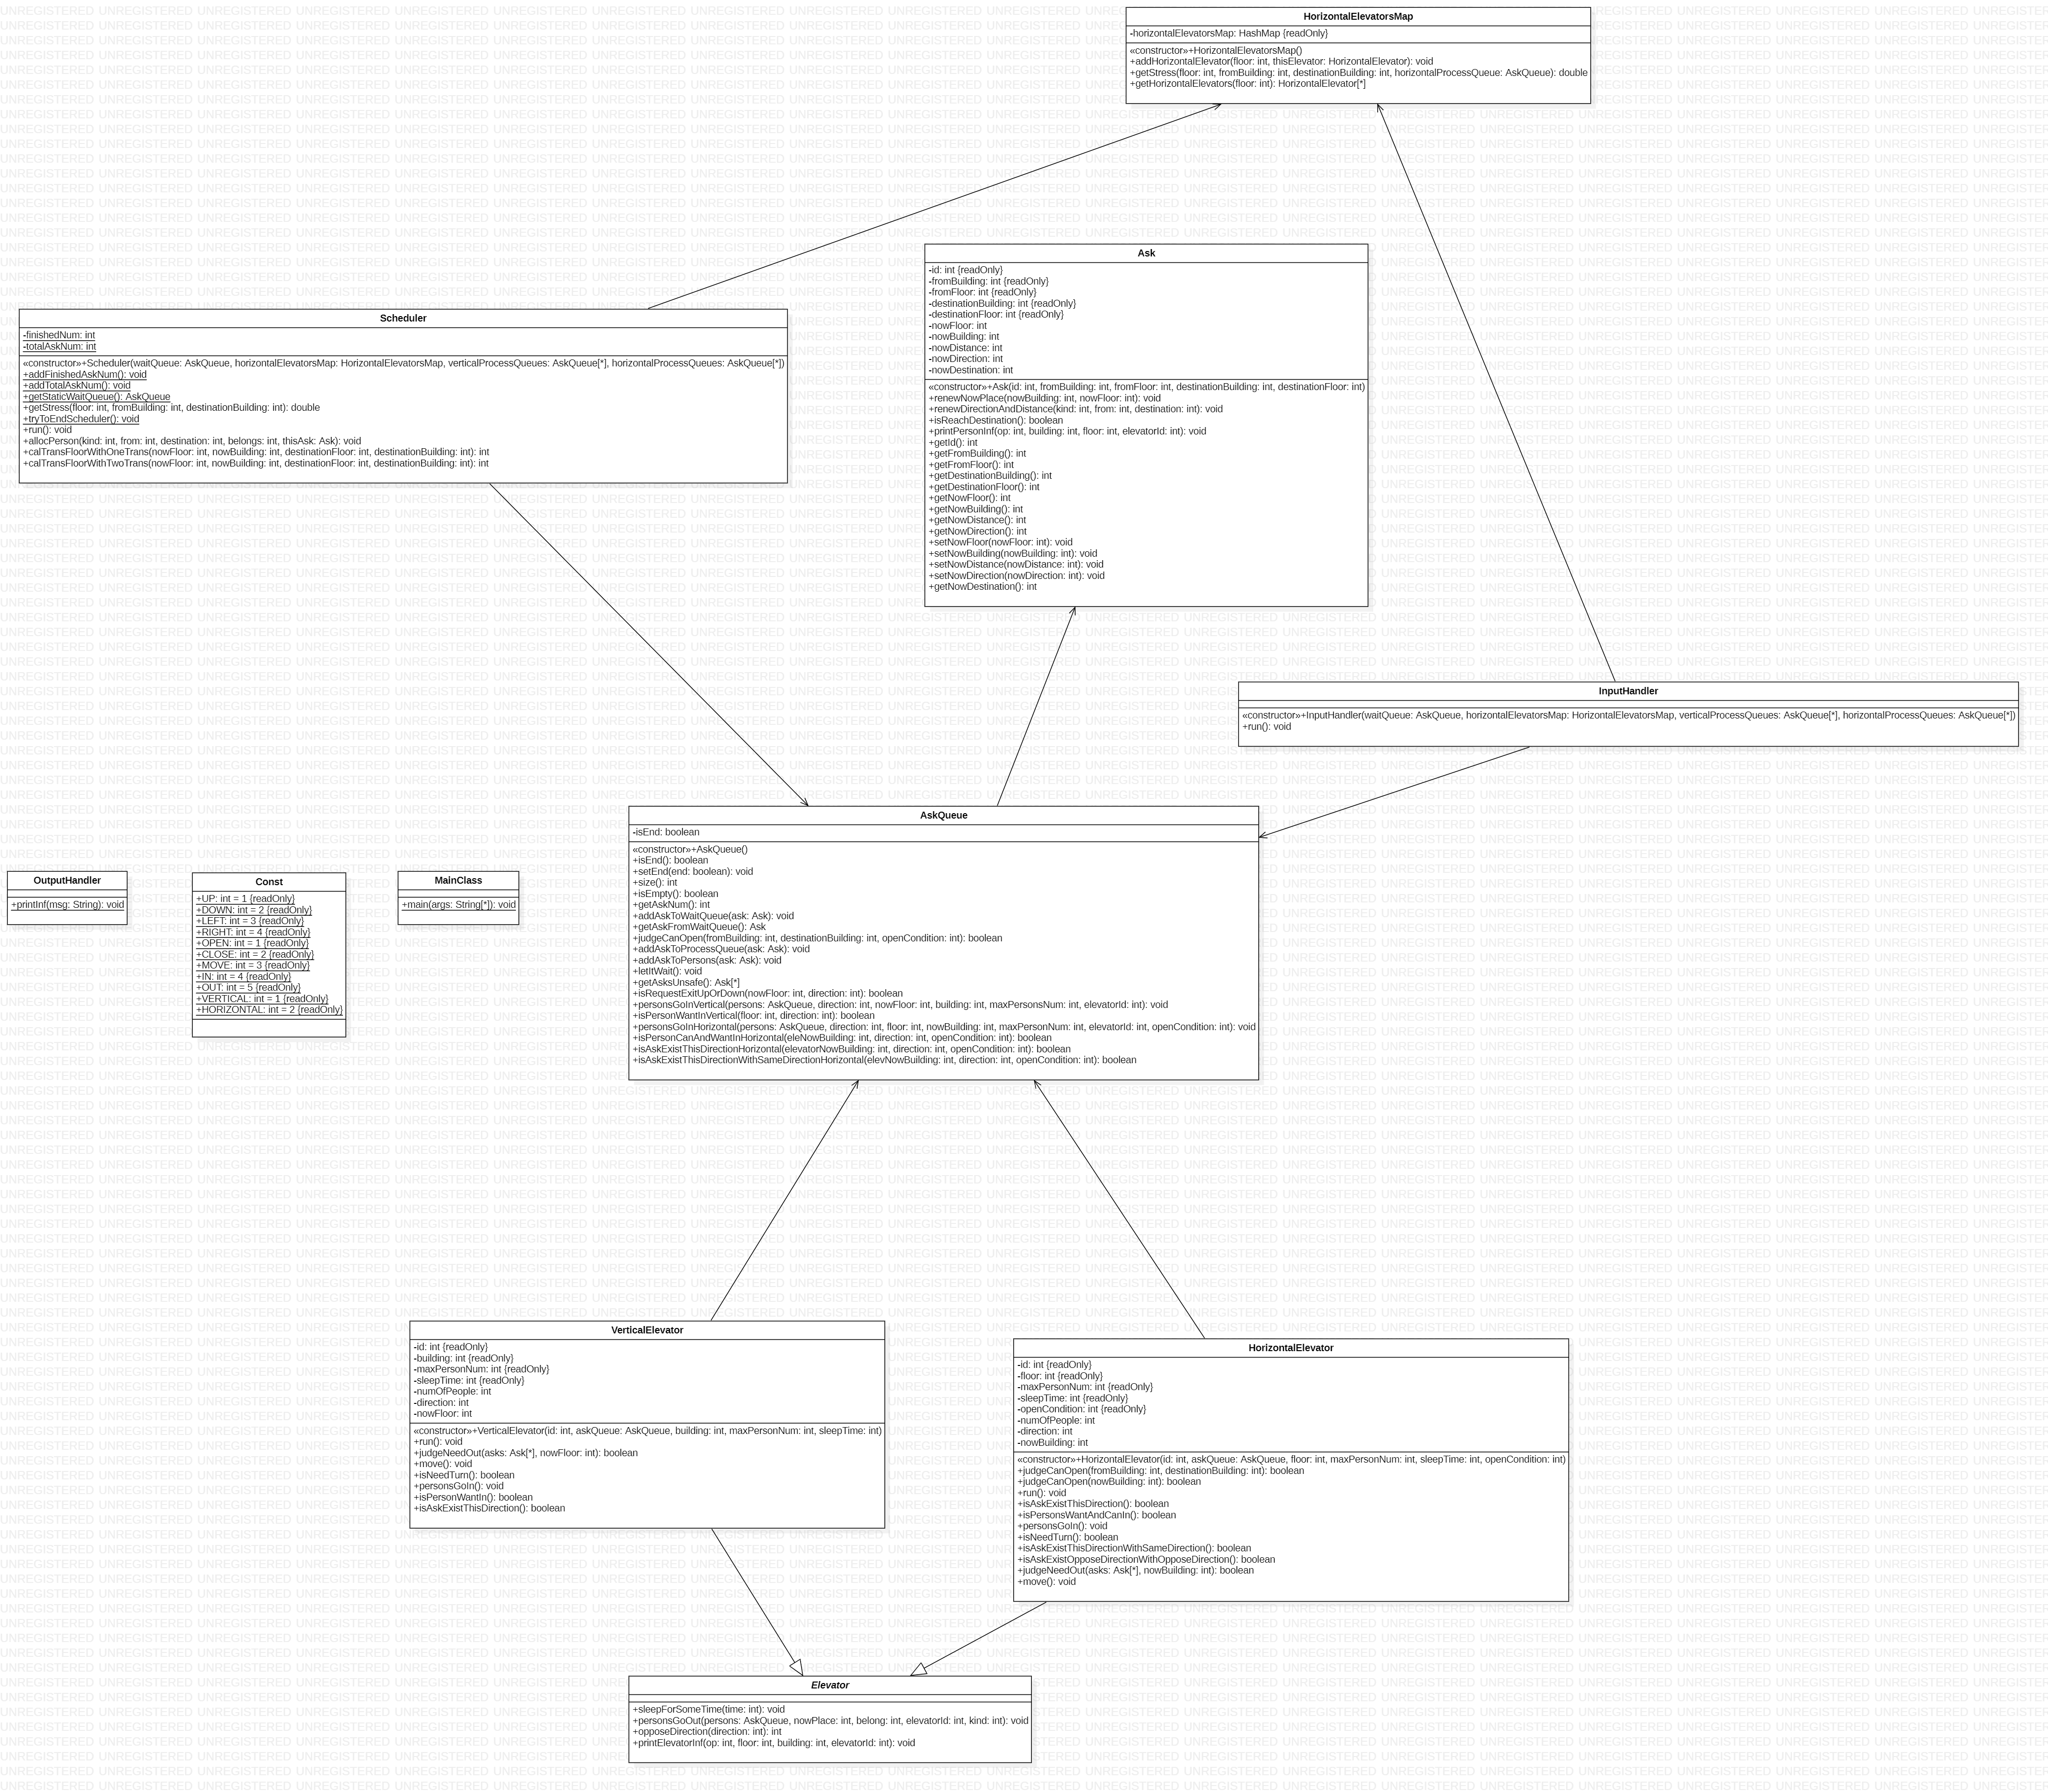 HorizontalElevatorsMap
-horizontalElevatorsMap: HashMap {readOnly}
«constructor»+HorizontalElevatorsMap()
+addHorizontalElevator(floor: int, thisElevator: HorizontalElevator): void
+getStress(floor: int, fromBuilding: int, destinationBuilding: int, horizontalProcessQueue: AskQueue): double
+getHorizontalElevators(floor: int): HorizontalElevator[*]
Ask
-id: int {readOnly}
-fromBuilding: int {readOnly}
-fromFloor: int {readOnly}
-destinationBuilding: int {readOnly}
-destinationFloor: int {readOnly}
-nowFloor: int
-nowBuilding: int
-nowDistance: int
-nowDirection: int
-nowDestination: int
«constructor»+Ask(id: int, fromBuilding: int, fromFloor: int, destinationBuilding: int, destinationFloor: int)
+renewNowPlace(nowBuilding: int, nowFloor: int): void
+renewDirectionAndDistance(kind: int, from: int, destination: int): void
+isReachDestination(): boolean
+printPersonInf(op: int, building: int, floor: int, elevatorId: int): void
+getId(): int
+getFromBuilding(): int
+getFromFloor(): int
+getDestinationBuilding(): int
+getDestinationFloor(): int
+getNowFloor(): int
+getNowBuilding(): int
+getNowDistance(): int
+getNowDirection(): int
+setNowFloor(nowFloor: int): void
+setNowBuilding(nowBuilding: int): void
+setNowDistance(nowDistance: int): void
+setNowDirection(nowDirection: int): void
+getNowDestination(): int
Scheduler
-finishedNum: int
-totalAskNum: int
«constructor»+Scheduler(waitQueue: AskQueue, horizontalElevatorsMap: HorizontalElevatorsMap, verticalProcessQueues: AskQueue[*], horizontalProcessQueues: AskQueue[*])
+addFinishedAskNum(): void
+addTotalAskNum(): void
+getStaticWaitQueue(): AskQueue
+getStress(floor: int, fromBuilding: int, destinationBuilding: int): double
+tryToEndScheduler(): void
+run(): void
+allocPerson(kind: int, from: int, destination: int, belongs: int, thisAsk: Ask): void
+calTransFloorWithOneTrans(nowFloor: int, nowBuilding: int, destinationFloor: int, destinationBuilding: int): int
+calTransFloorWithTwoTrans(nowFloor: int, nowBuilding: int, destinationFloor: int, destinationBuilding: int): int
InputHandler
«constructor»+InputHandler(waitQueue: AskQueue, horizontalElevatorsMap: HorizontalElevatorsMap, verticalProcessQueues: AskQueue[*], horizontalProcessQueues: AskQueue[*])
+run(): void
AskQueue
-isEnd: boolean
«constructor»+AskQueue()
+isEnd(): boolean
+setEnd(end: boolean): void
+size(): int
+isEmpty(): boolean
+getAskNum(): int
+addAskToWaitQueue(ask: Ask): void
+getAskFromWaitQueue(): Ask
+judgeCanOpen(fromBuilding: int, destinationBuilding: int, openCondition: int): boolean
+addAskToProcessQueue(ask: Ask): void
+addAskToPersons(ask: Ask): void
+letItWait(): void
+getAsksUnsafe(): Ask[*]
+isRequestExitUpOrDown(nowFloor: int, direction: int): boolean
+personsGoInVertical(persons: AskQueue, direction: int, nowFloor: int, building: int, maxPersonsNum: int, elevatorId: int): void
+isPersonWantInVertical(floor: int, direction: int): boolean
+personsGoInHorizontal(persons: AskQueue, direction: int, floor: int, nowBuilding: int, maxPersonNum: int, elevatorId: int, openCondition: int): void
+isPersonCanAndWantInHorizontal(eleNowBuilding: int, direction: int, openCondition: int): boolean
+isAskExistThisDirectionHorizontal(elevatorNowBuilding: int, direction: int, openCondition: int): boolean
+isAskExistThisDirectionWithSameDirectionHorizontal(elevNowBuilding: int, direction: int, openCondition: int): boolean
OutputHandler
+printInf(msg: String): void
Const
+UP: int = 1 {readOnly}
+DOWN: int = 2 {readOnly}
+LEFT: int = 3 {readOnly}
+RIGHT: int = 4 {readOnly}
+OPEN: int = 1 {readOnly}
+CLOSE: int = 2 {readOnly}
+MOVE: int = 3 {readOnly}
+IN: int = 4 {readOnly}
+OUT: int = 5 {readOnly}
+VERTICAL: int = 1 {readOnly}
+HORIZONTAL: int = 2 {readOnly}
MainClass
+main(args: String[*]): void
VerticalElevator
-id: int {readOnly}
-building: int {readOnly}
-maxPersonNum: int {readOnly}
-sleepTime: int {readOnly}
-numOfPeople: int
-direction: int
-nowFloor: int
«constructor»+VerticalElevator(id: int, askQueue: AskQueue, building: int, maxPersonNum: int, sleepTime: int)
+run(): void
+judgeNeedOut(asks: Ask[*], nowFloor: int): boolean
+move(): void
+isNeedTurn(): boolean
+personsGoIn(): void
+isPersonWantIn(): boolean
+isAskExistThisDirection(): boolean
HorizontalElevator
-id: int {readOnly}
-floor: int {readOnly}
-maxPersonNum: int {readOnly}
-sleepTime: int {readOnly}
-openCondition: int {readOnly}
-numOfPeople: int
-direction: int
-nowBuilding: int
«constructor»+HorizontalElevator(id: int, askQueue: AskQueue, floor: int, maxPersonNum: int, sleepTime: int, openCondition: int)
+judgeCanOpen(fromBuilding: int, destinationBuilding: int): boolean
+judgeCanOpen(nowBuilding: int): boolean
+run(): void
+isAskExistThisDirection(): boolean
+isPersonsWantAndCanIn(): boolean
+personsGoIn(): void
+isNeedTurn(): boolean
+isAskExistThisDirectionWithSameDirection(): boolean
+isAskExistOpposeDirectionWithOpposeDirection(): boolean
+judgeNeedOut(asks: Ask[*], nowBuilding: int): boolean
+move(): void
Elevator
+sleepForSomeTime(time: int): void
+personsGoOut(persons: AskQueue, nowPlace: int, belong: int, elevatorId: int, kind: int): void
+opposeDirection(direction: int): int
+printElevatorInf(op: int, floor: int, building: int, elevatorId: int): void